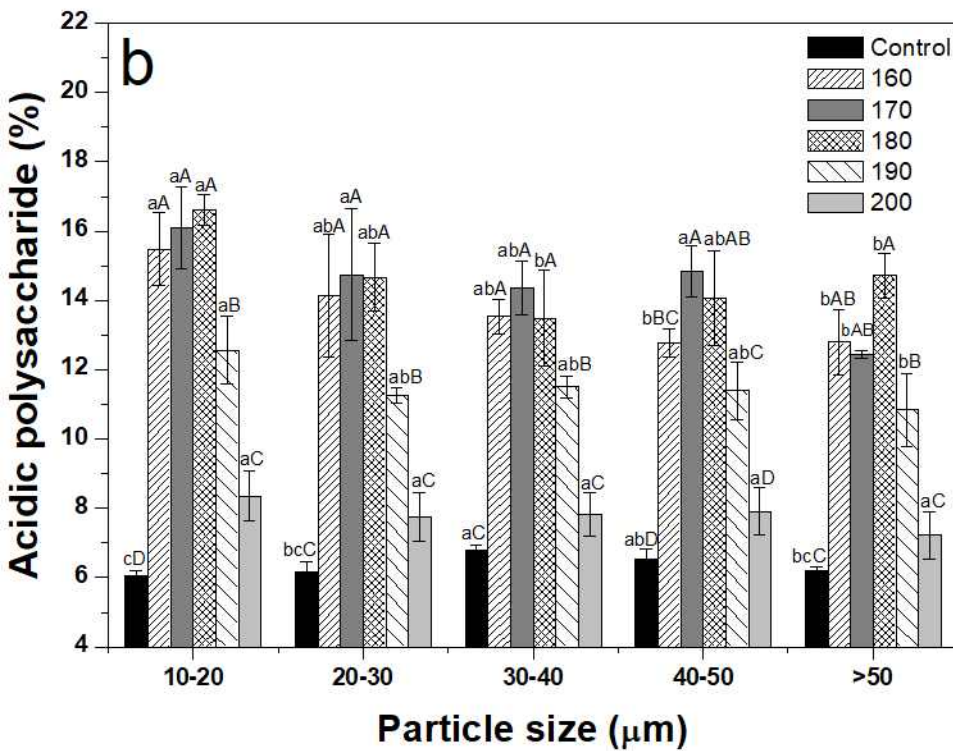 b
Control
160
170
180
190
200
Acidic polysaccharide (%)
22
20
18
16
14
12
10
8
6
4
cD aA aA aA aB aC
bcC abA aA abA abB aC
aC abA abA bA abB aC
abD bBC aA abAB abC aD
bcC bAB bAB bA bB aC
10-20 20-30 30-40 40-50 >50
Particle size (μm)